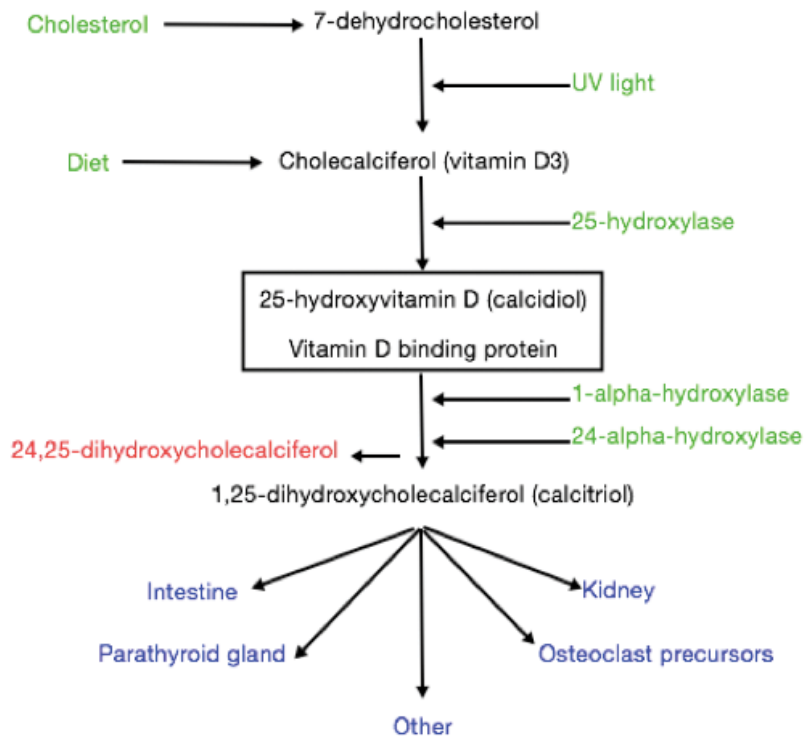 Cholesterol
7-dehydrocholesterol
UV light
Diet
Cholecalciferol (vitamin D3)
25-hydroxylase
25-hydroxyvitamin D (calcidiol)
Vitamin D binding protein
1-alpha-hydroxylase
24-alpha-hydroxylase
24,25-dihydroxycholecalciferol
1,25-dihydroxycholecalciferol (calcitriol)
Intestine
Kidney
Parathyroid gland
Osteoclast precursors
Other